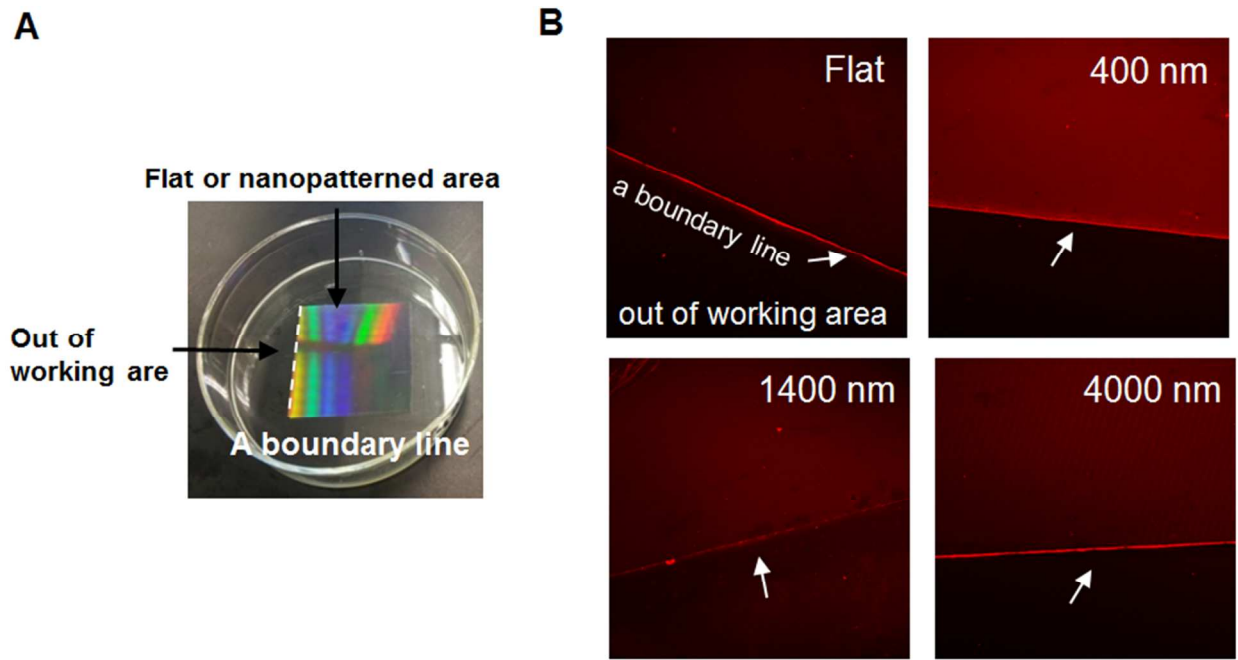 A
B
Flat or nanopatterned area
Out of
working are
A boundary line
Flat
a boundary line
out of working area
400 nm
1400 nm
4000 nm